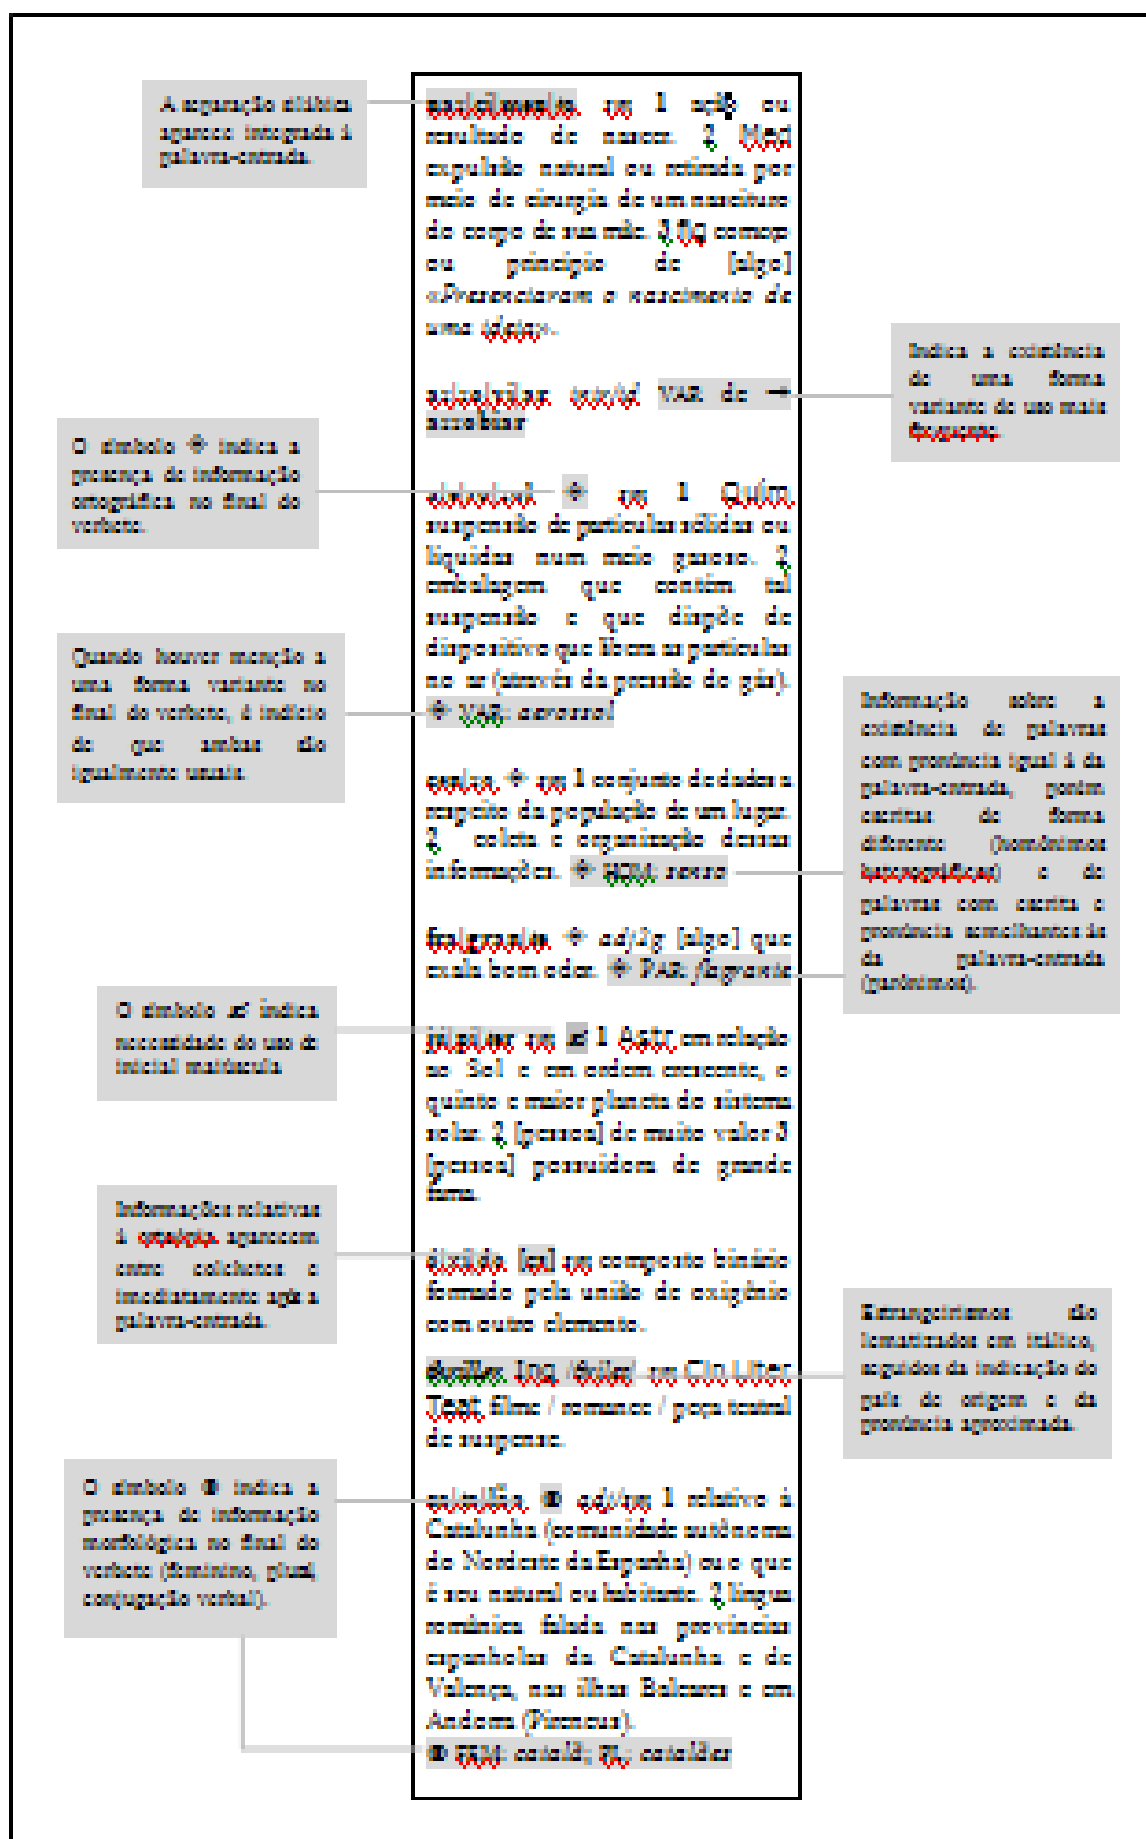 A separação silábica
aparece integrada à
palavra-entrada.
nas|ci|men|to sm 1 ação ou
resultado de nascer. 2 Med
expulsão natural ou retirada por
meio de cirurgia de um nascituro
do corpo de sua mãe. 3 fig começo
ou princípio de [algo]
«Presenciaram o nascimento de
uma ideia».
VAR de →
arrobiar
Indica a existência
de uma forma
variante de uso mais
frequente.
O símbolo ⌖ indica a
presença de informação
ortográfica no final do
verbete.
⌖ sm 1 Quím
suspensão de partículas sólidas ou
líquidas num meio gasoso. 2
embalagem que contém tal
suspensão e que dispõe de
dispositivo que libera as partículas
no ar (através da pressão do gás).
⌖ VAR: aerossol
Quando houver menção a
uma forma variante no
final do verbete, é indício
de que ambas são
igualmente usuais.
cen|so ⌖ sm 1 conjunto de dados a
respeito da população de um lugar.
2 coleta e organização dessas
informações. ⌖ HOM: senso
fra|gran|te ⌖ adj2g [algo] que
exala bom odor. ⌖ PAR: flagrante
Informação sobre a
existência de palavras
com pronúncia igual à da
palavra-entrada, porém
escritas de forma
diferente (homônimos
heterográficos) e de
palavras com escrita e
pronúncia semelhantes às
da palavra-entrada
(parônimos).
O símbolo indica
necessidade do uso de
inicial maiúscula
jú|pi|ter sm 1 Astr em relação
ao Sol e em ordem crescente, o
quinto e maior planeta do sistema
solar. 2 [pessoa] de muito valor 3
[pessoa] possuidora de grande
fama.
Informações relativas
à ortoépia aparecem
entre colchetes e
imediatamente após a
palavra-entrada.
ó|xi|do [cs] sm composto binário
formado pela união de oxigênio
com outro elemento.
thriller Ing /friler/ sm Cin Liter
Teat filme / romance / peça teatral
de suspense.
Estrangeirismos são
lematizados em itálico,
seguidos da indicação do
país de origem e da
pronúncia aproximada.
O símbolo indica a
presença de informação
morfológica no final do
verbete (feminino, plural,
conjugação verbal).
ca|ta|lão adj/sm 1 relativo à
Catalunha (comunidade autônoma
do Nordeste da Espanha) ou o que
é seu natural ou habitante. 2 língua
românica falada nas províncias
espanholas da Catalunha e de
Valença, nas ilhas Baleares e em
Andorra (Pireneus).
FEM: catalã; PL: catalães